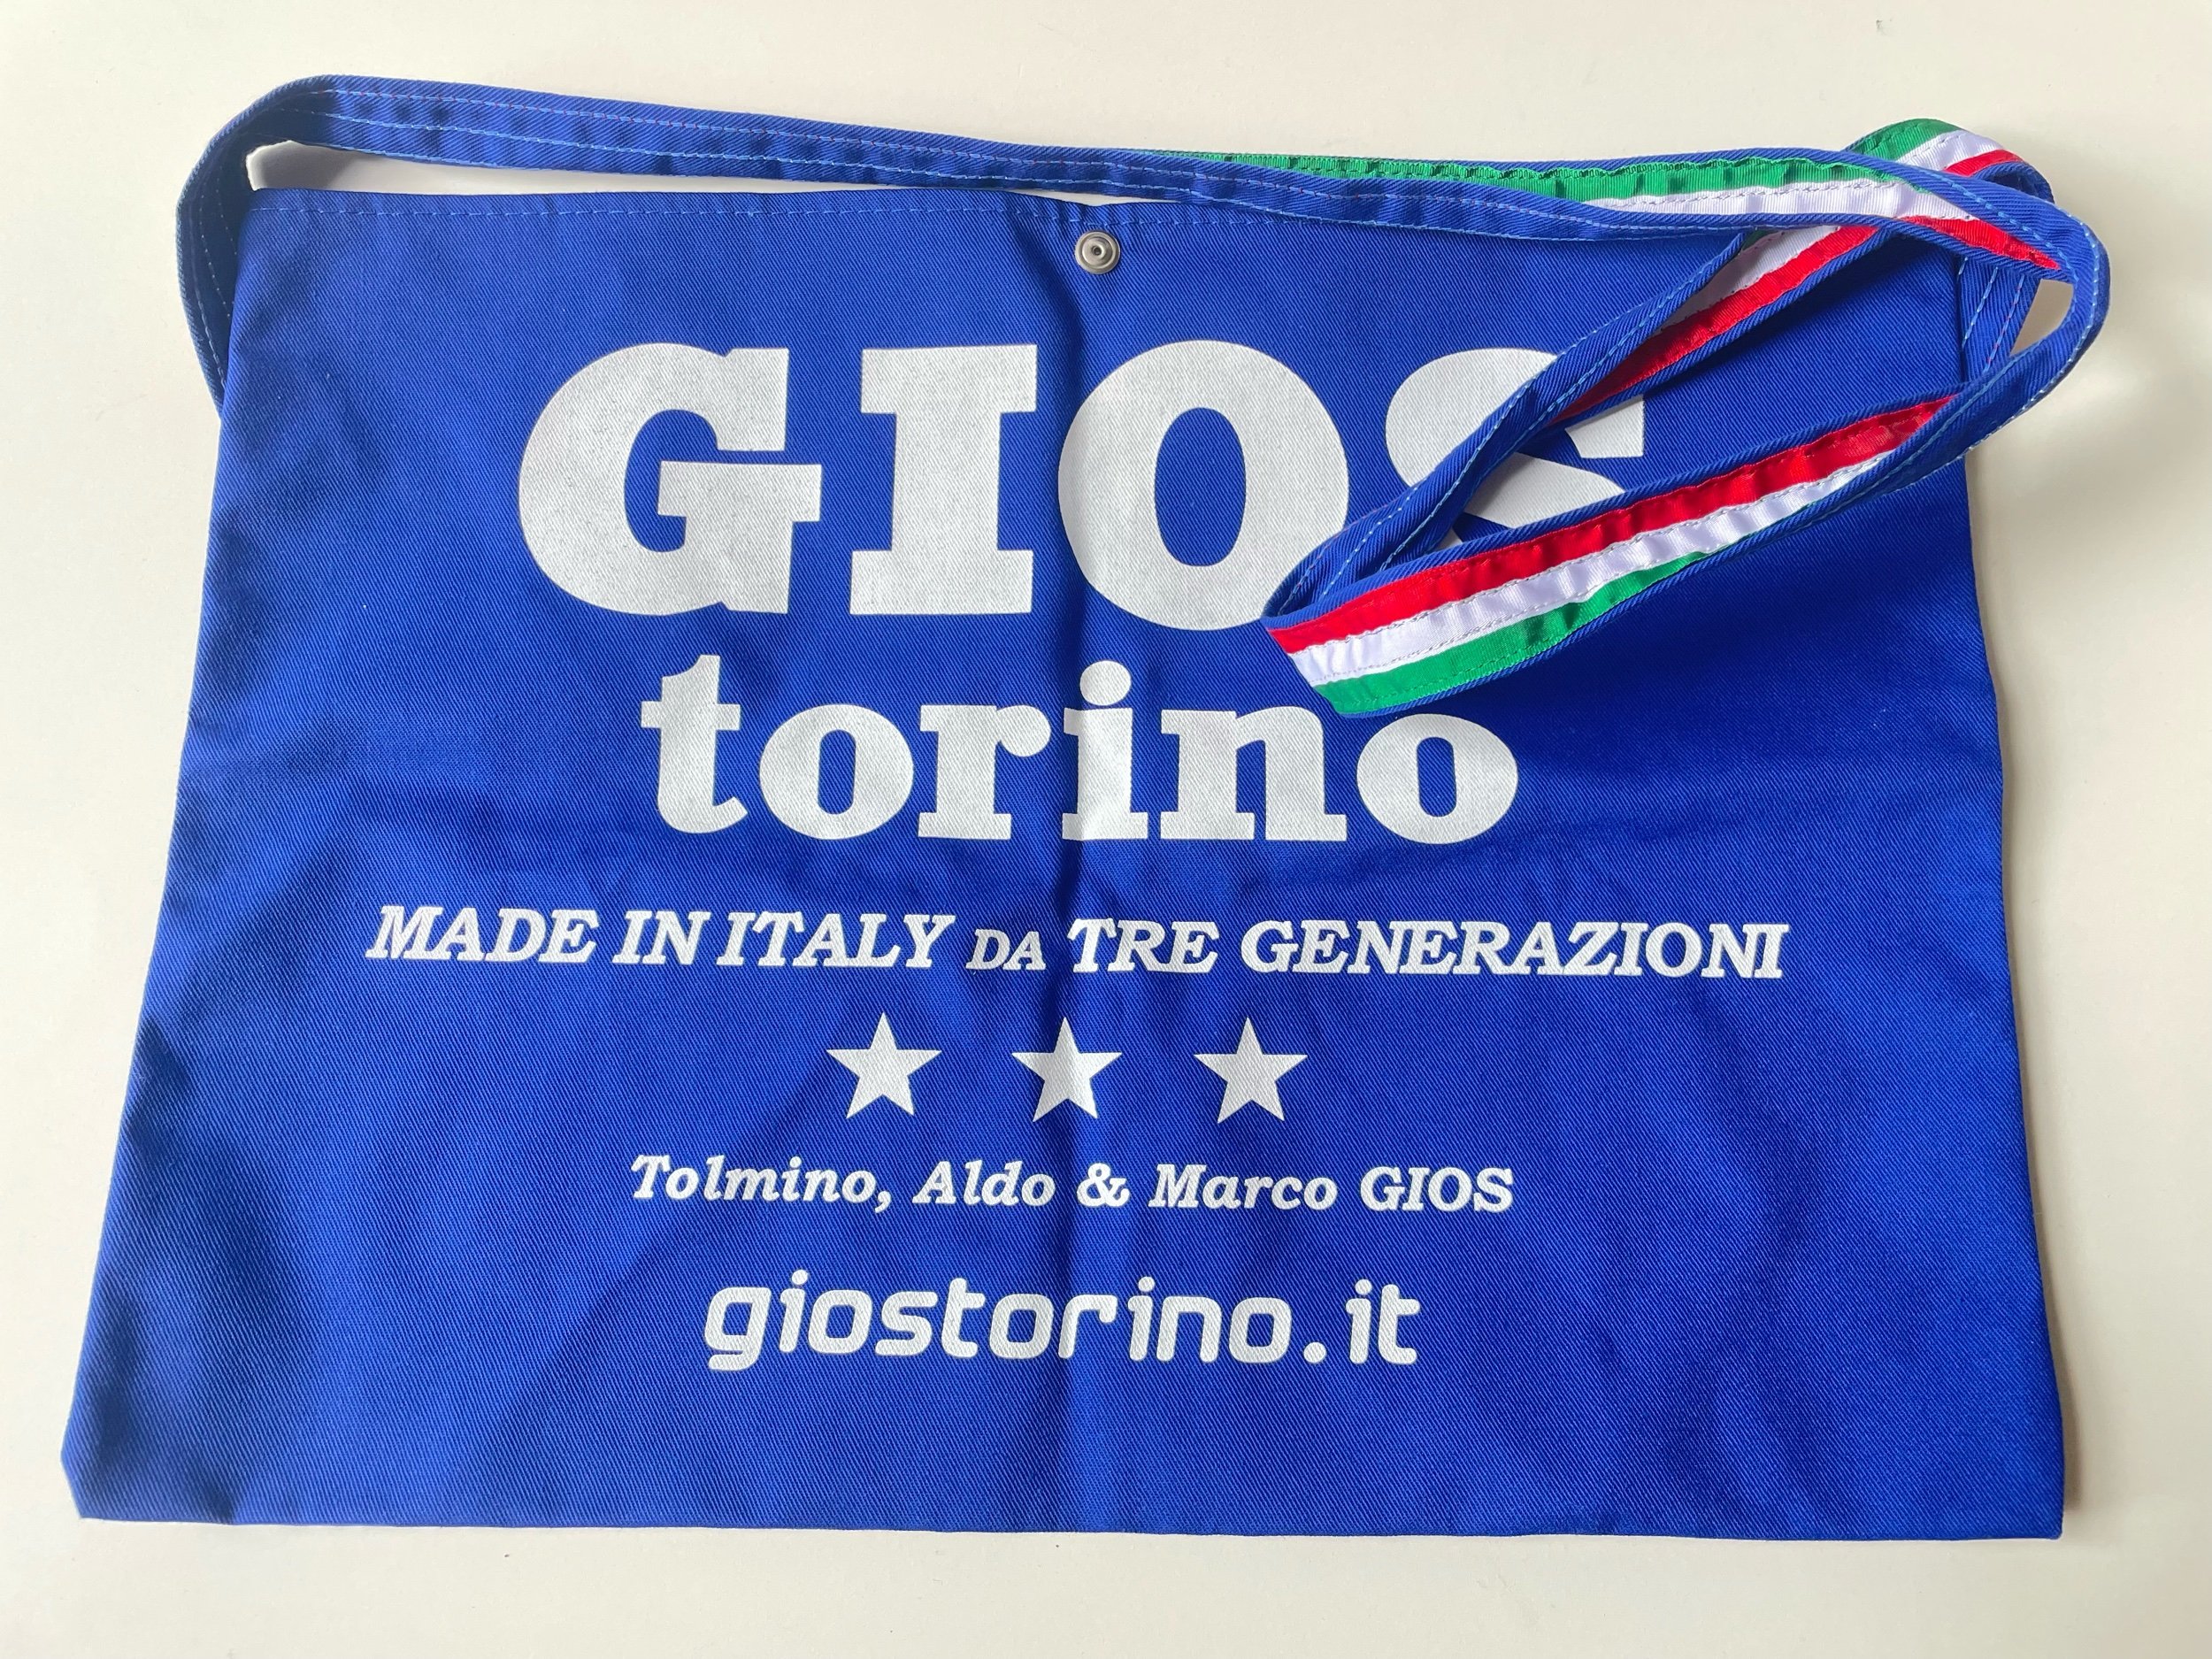 GIOS
torino
MADE IN ITALY DA TRE GENERAZIONI
Tolmino, Aldo & Marco GIOS
giostorino.it